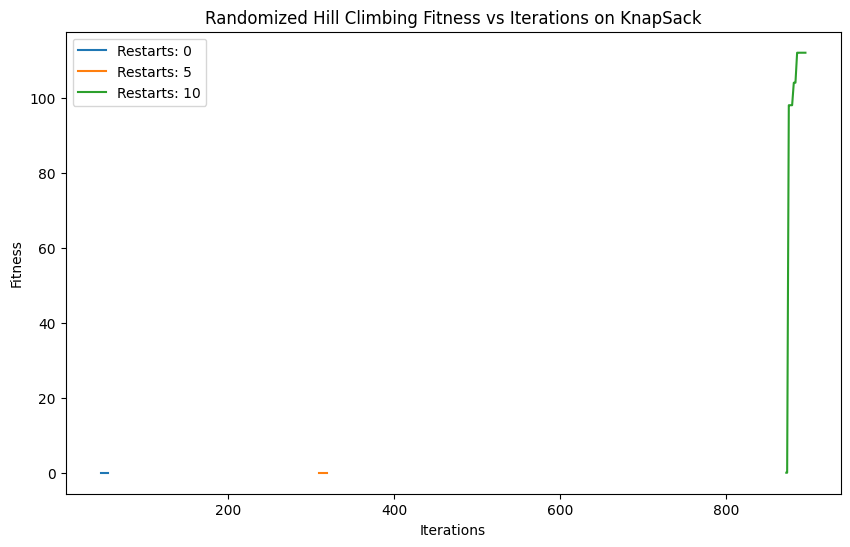 Randomized Hill Climbing Fitness vs Iterations on KnapSack
Restarts: 0
Restarts: 5
Restarts: 10
100
80
60
40
20
0
Fitness
200 400 600 800
Iterations